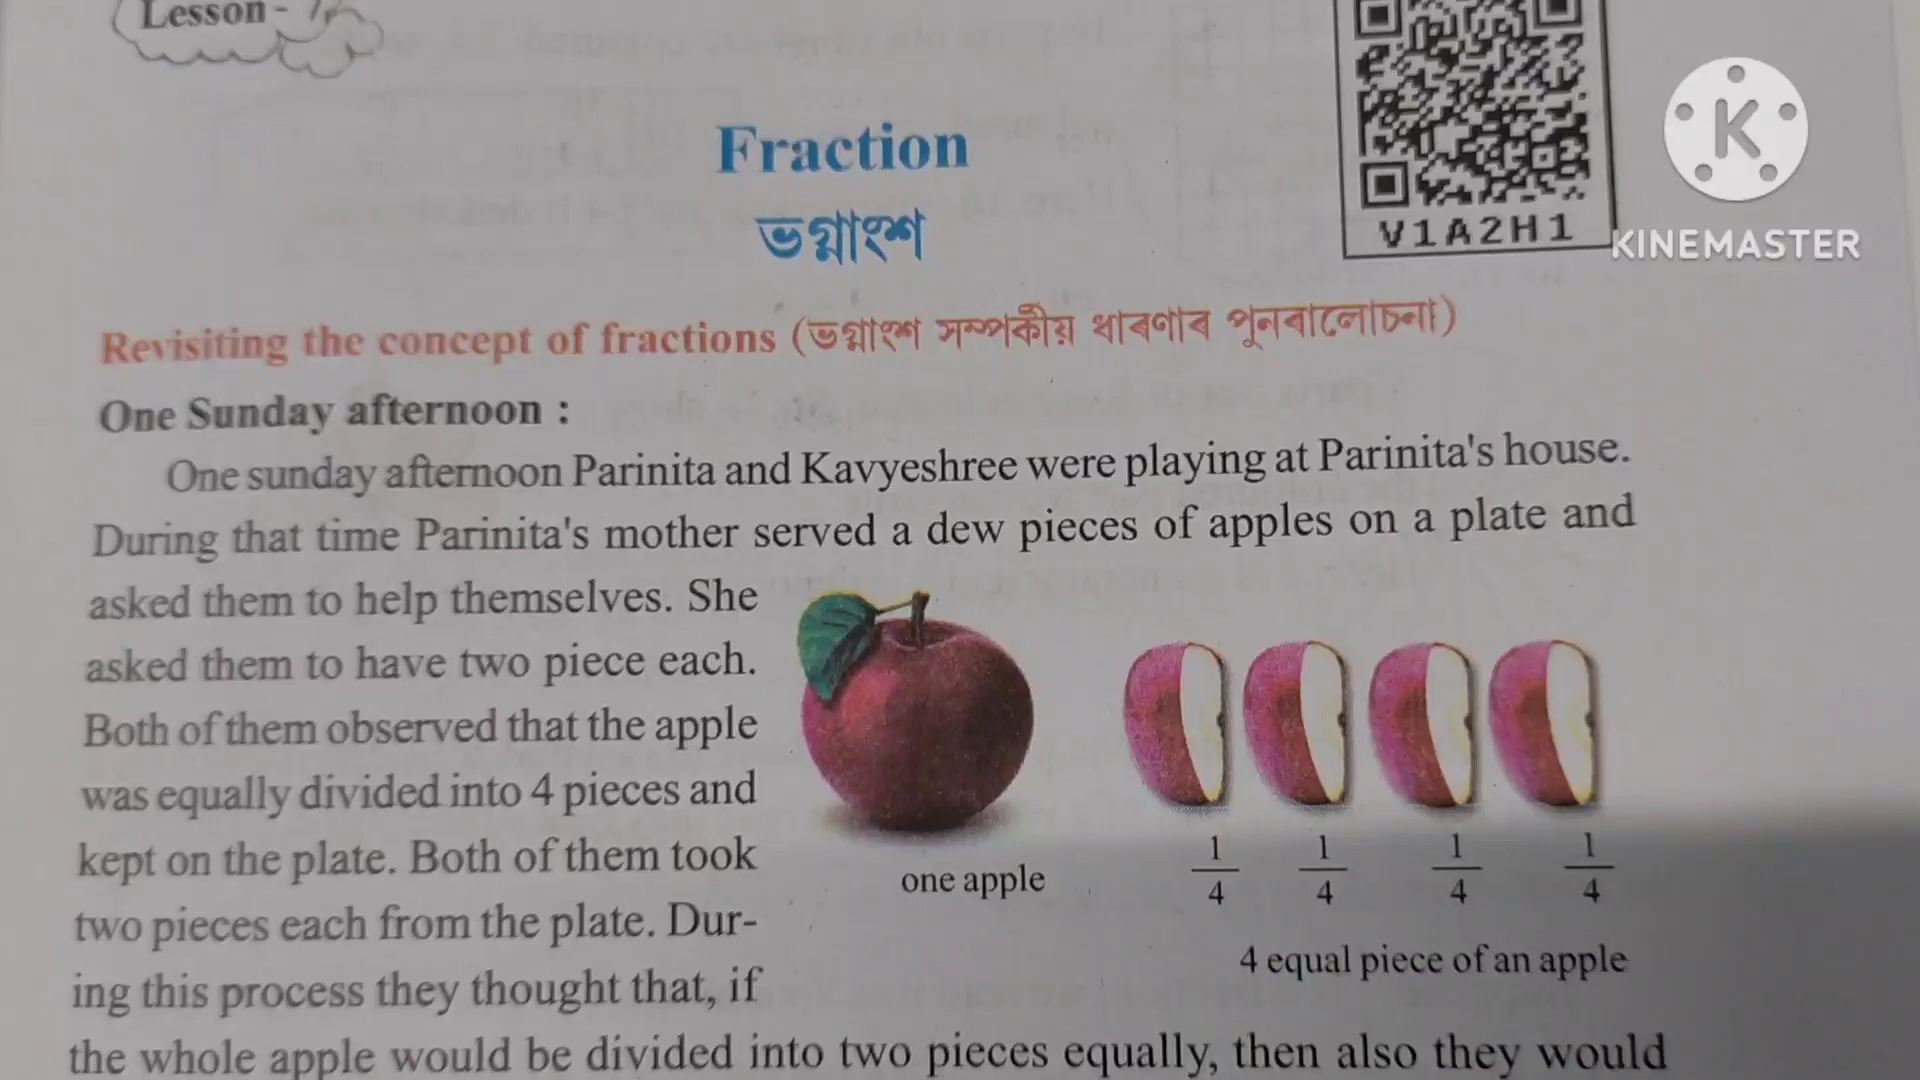 Lesson - 7
V1A2H1
KINEMASTER
Fraction
ভগ্নাংশ
Revisiting the concept of fractions (ভগ্নাংশ সম্পৰ্কীয় ধাৰণাৰ পূনৰালোচনা)
One Sunday afternoon :
One sunday afternoon Parinita and Kavyeshree were playing at Parinita's house.
During that time Parinita's mother served a dew pieces of apples on a plate and
asked them to help themselves. She
asked them to have two piece each.
Both of them observed that the apple
was equally divided into 4 pieces and
kept on the plate. Both of them took
two pieces each from the plate. Dur-
ing this process they thought that, if
the whole apple would be divided into two pieces equally, then also they would
one apple
1/4 1/4 1/4 1/4
4 equal piece of an apple